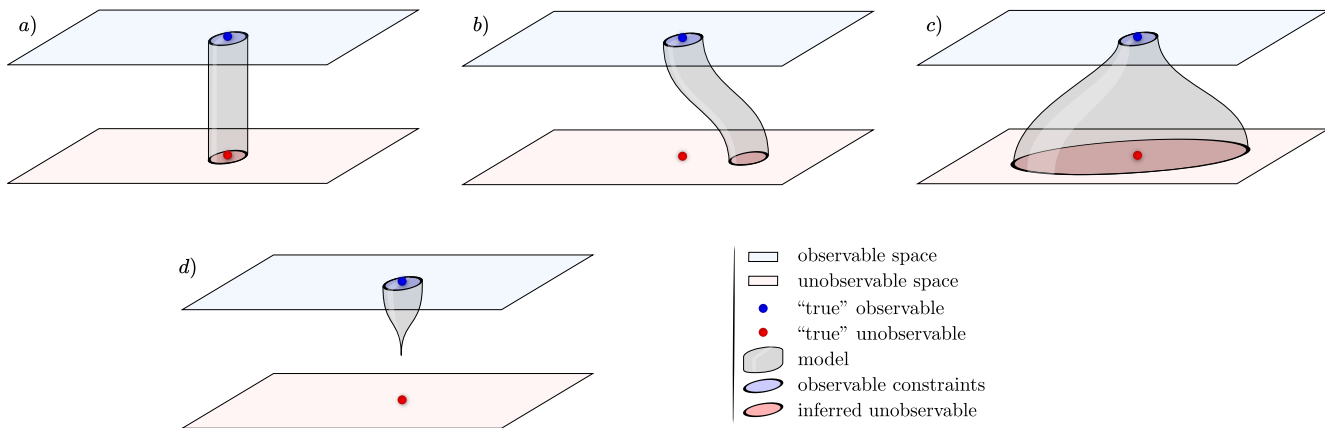 a)
b)
c)
d)
observable space
unobservable space
“true” observable
“true” unobservable
model
observable constraints
inferred unobservable